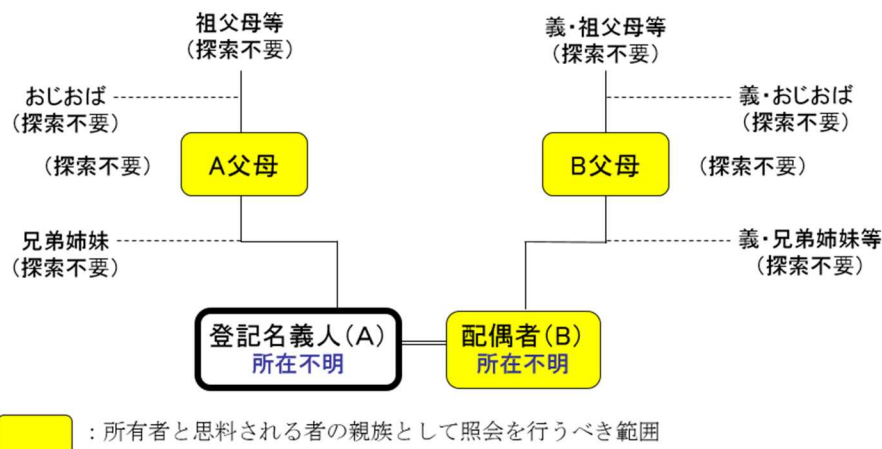 祖父母等
(探索不要)
義・祖父母等
(探索不要)
おじおば
(探索不要)
義・おじおば
(探索不要)
(探索不要)
A父母
B父母
(探索不要)
兄弟姉妹
(探索不要)
義・兄弟姉妹等
(探索不要)
登記名義人(A)
所在不明
配偶者(B)
所在不明
:所有者と思料される者の親族として照会を行うべき範囲